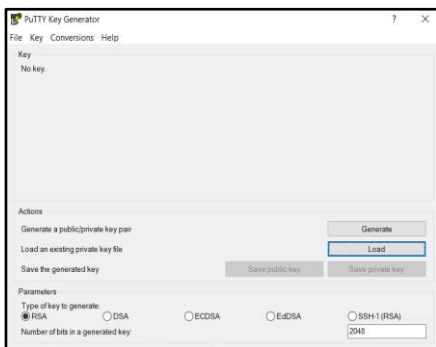 PuTTY Key Generator ? X
File Key Conversions Help
Key
No key.
Actions
Generate a public/private key pair Generate
Load an existing private key file Load
Save the generated key Save public key Save private key
Parameters
Type of key to generate:
RSA DSA ECDSA EdDSA SSH-1 (RSA)
Number of bits in a generated key: 2048